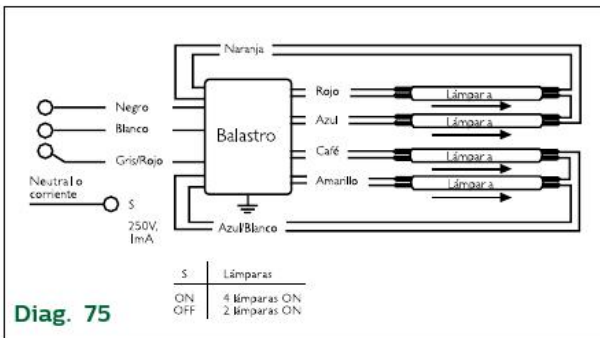 Naranja
Negro
Blanco
Gris/Rojo
Neutral o
corriente
S
250V,
1mA
Balastro
Rojo
Azul
Café
Amarillo
Lámpara
Lámpara
Lámpara
Lámpara
Azul/Blanco
S Lámparas
ON 4 lámparas ON
OFF 2 lámparas ON
Diag. 75